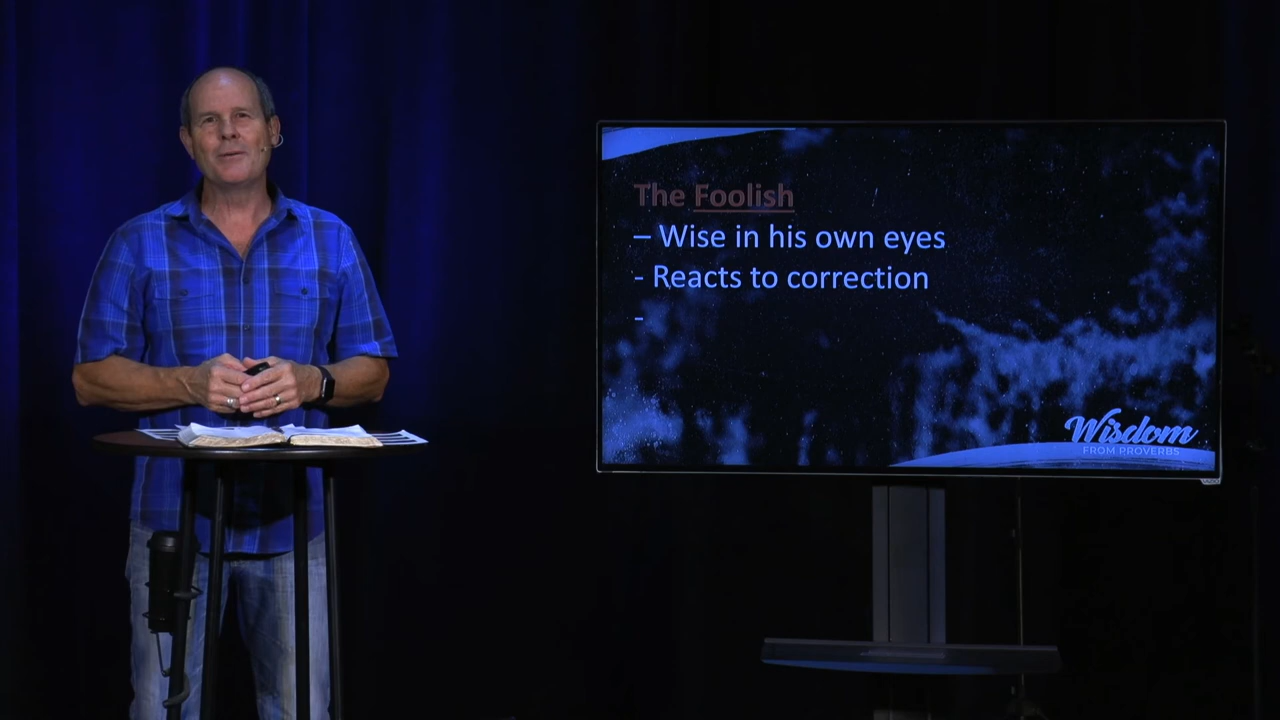 The Foolish
– Wise in his own eyes
- Reacts to correction
-
Wisdom
FROM PROVERBS